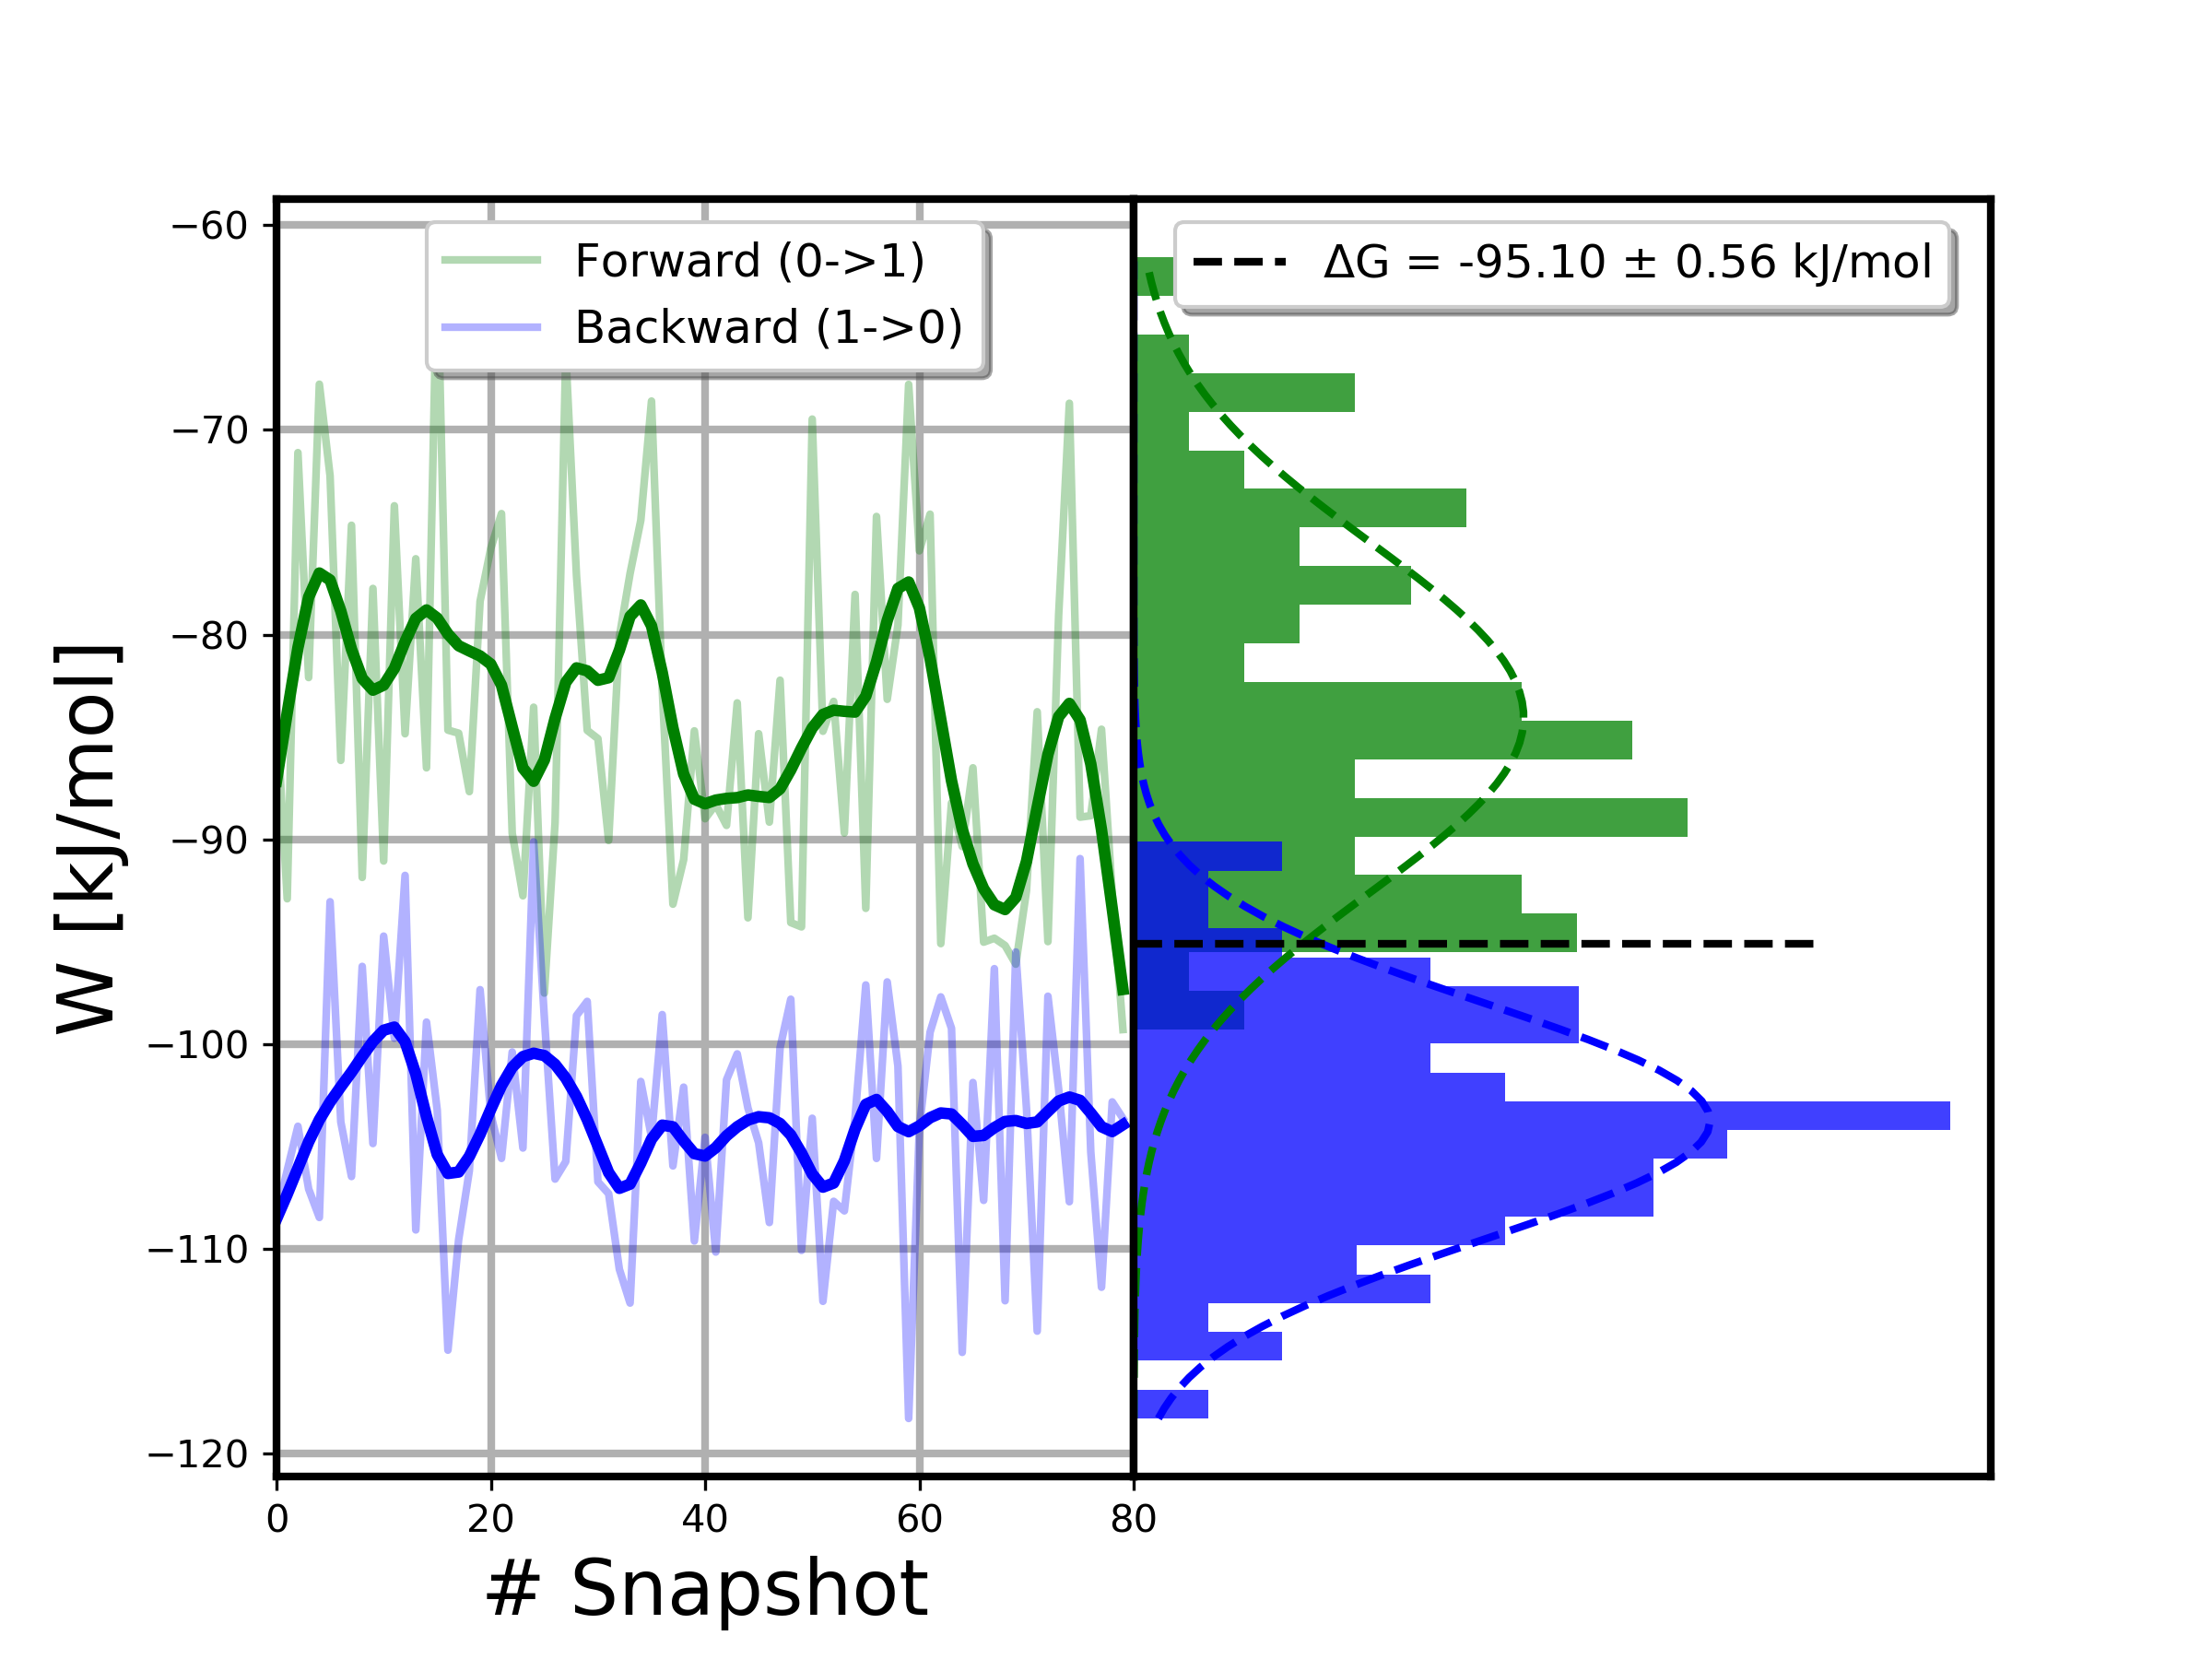 W [kJ/mol]
−60
−70
−80
−90
−100
−110
−120
Forward (0->1)
Backward (1->0)
ΔG = -95.10 ± 0.56 kJ/mol
0 20 40 60 80
# Snapshot